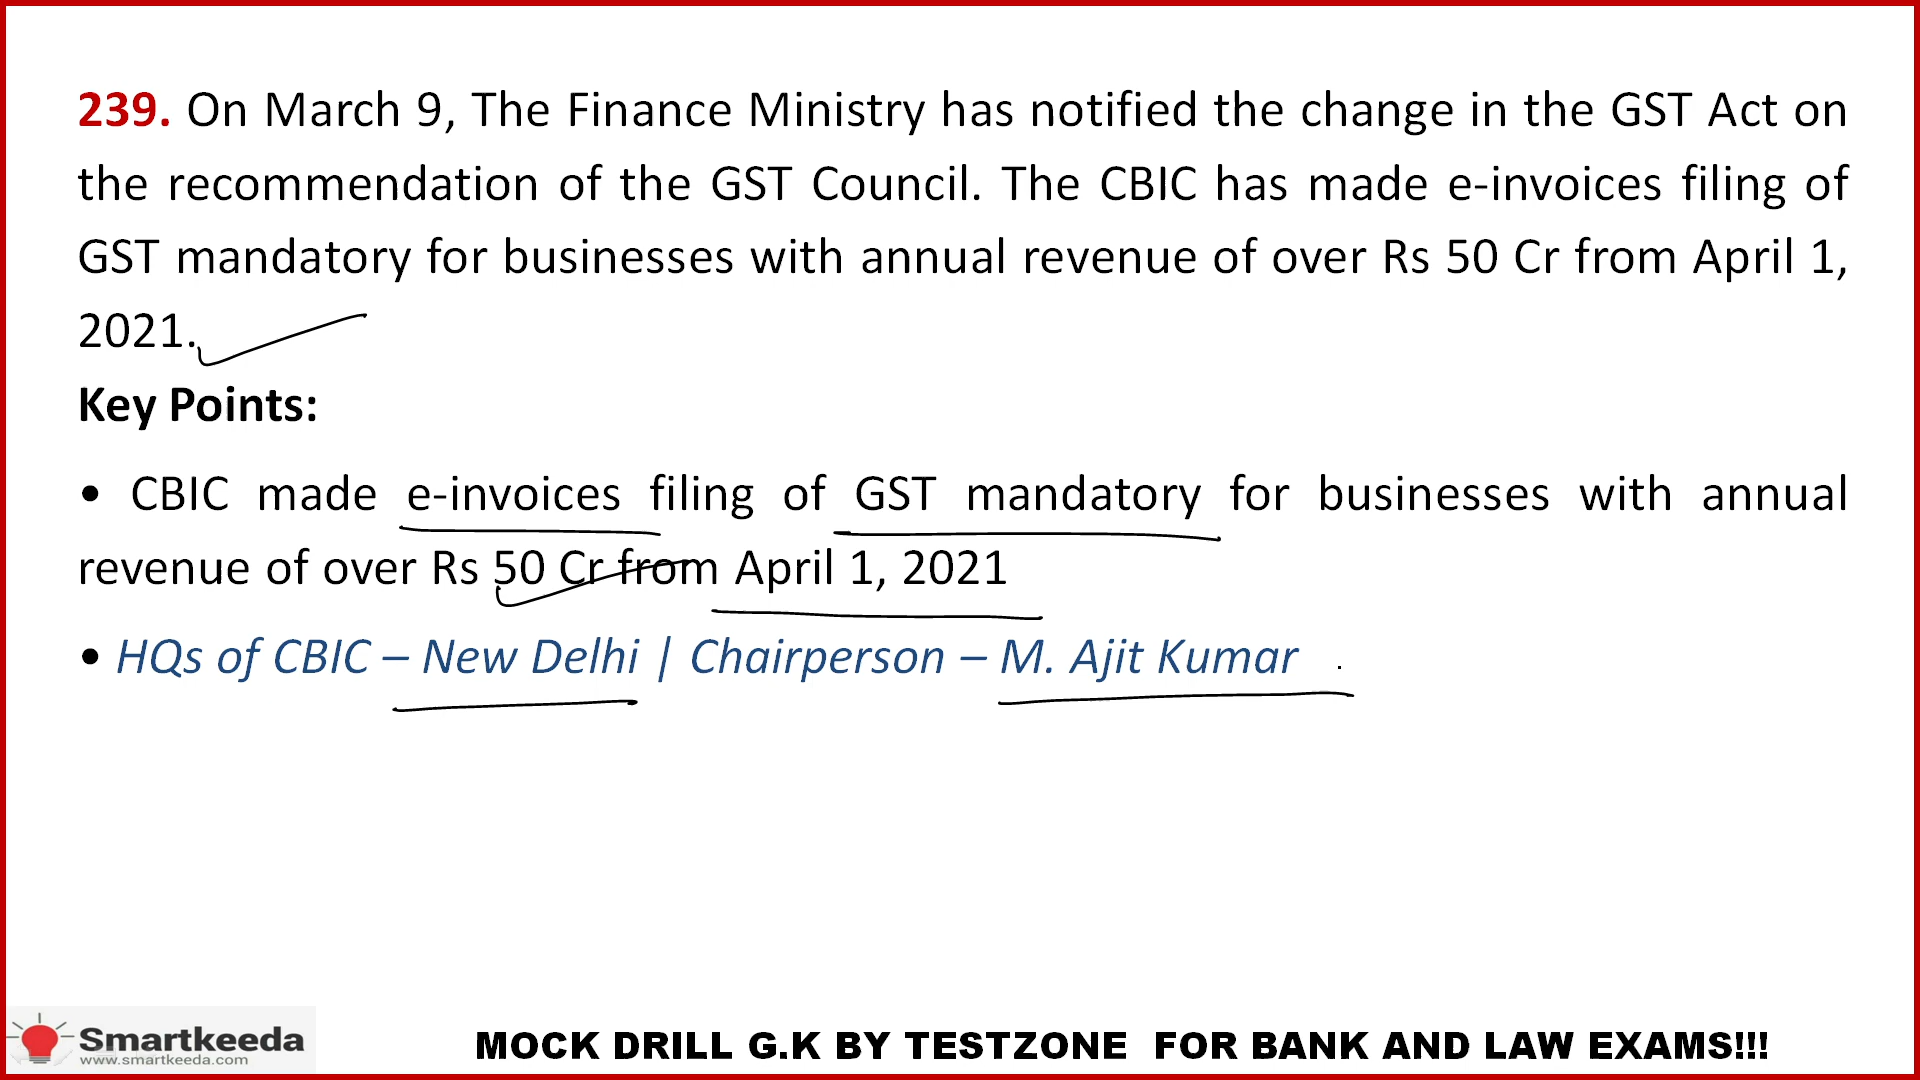 239. On March 9, The Finance Ministry has notified the change in the GST Act on
the recommendation of the GST Council. The CBIC has made e-invoices filing of
GST mandatory for businesses with annual revenue of over Rs 50 Cr from April 1,
2021.
Key Points:
• CBIC made e-invoices filing of GST mandatory for businesses with annual
revenue of over Rs 50 Cr from April 1, 2021
• HQs of CBIC – New Delhi | Chairperson – M. Ajit Kumar
Smartkeeda
www.smartkeeda.com
MOCK DRILL G.K BY TESTZONE FOR BANK AND LAW EXAMS!!!